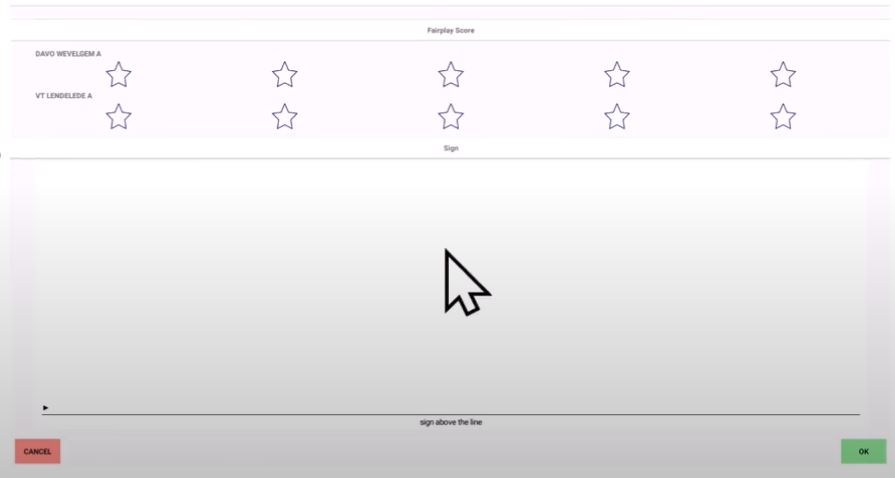 Fairplay Score
DAVO WEVELGEM A
VT LENDELEDE A
Sign
sign above the line
CANCEL
OK